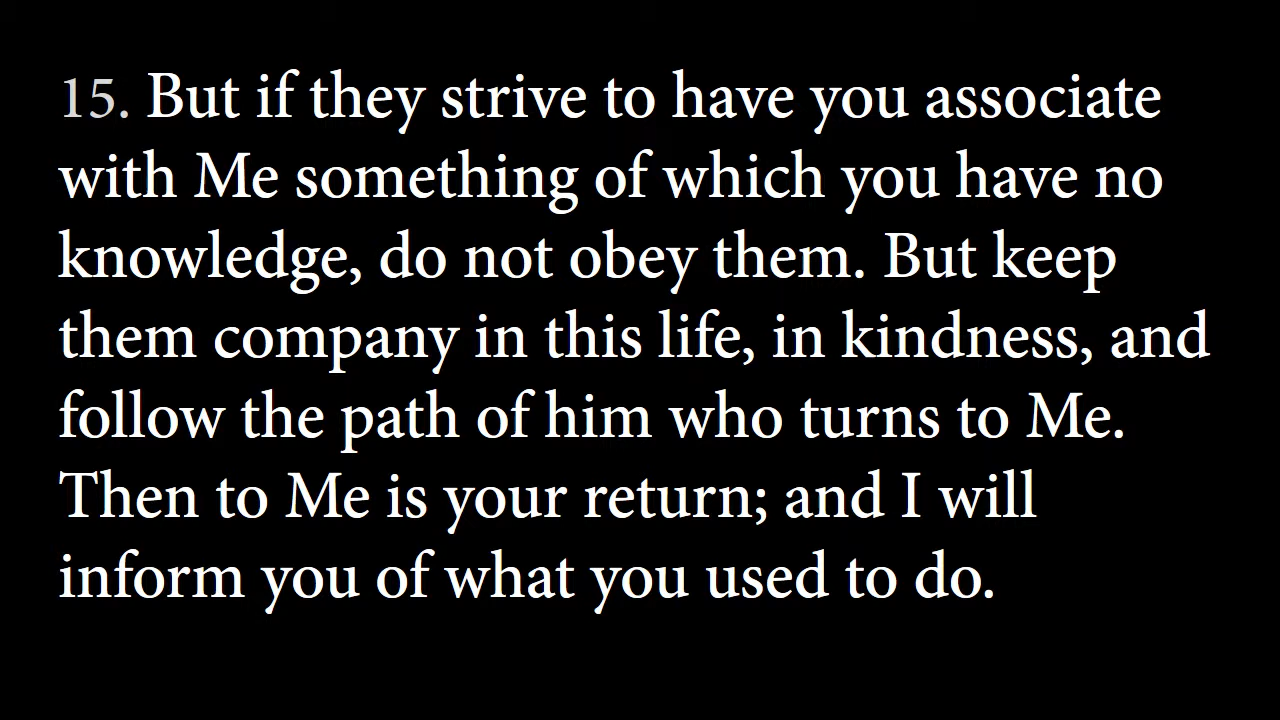 15. But if they strive to have you associate
with Me something of which you have no
knowledge, do not obey them. But keep
them company in this life, in kindness, and
follow the path of him who turns to Me.
Then to Me is your return; and I will
inform you of what you used to do.